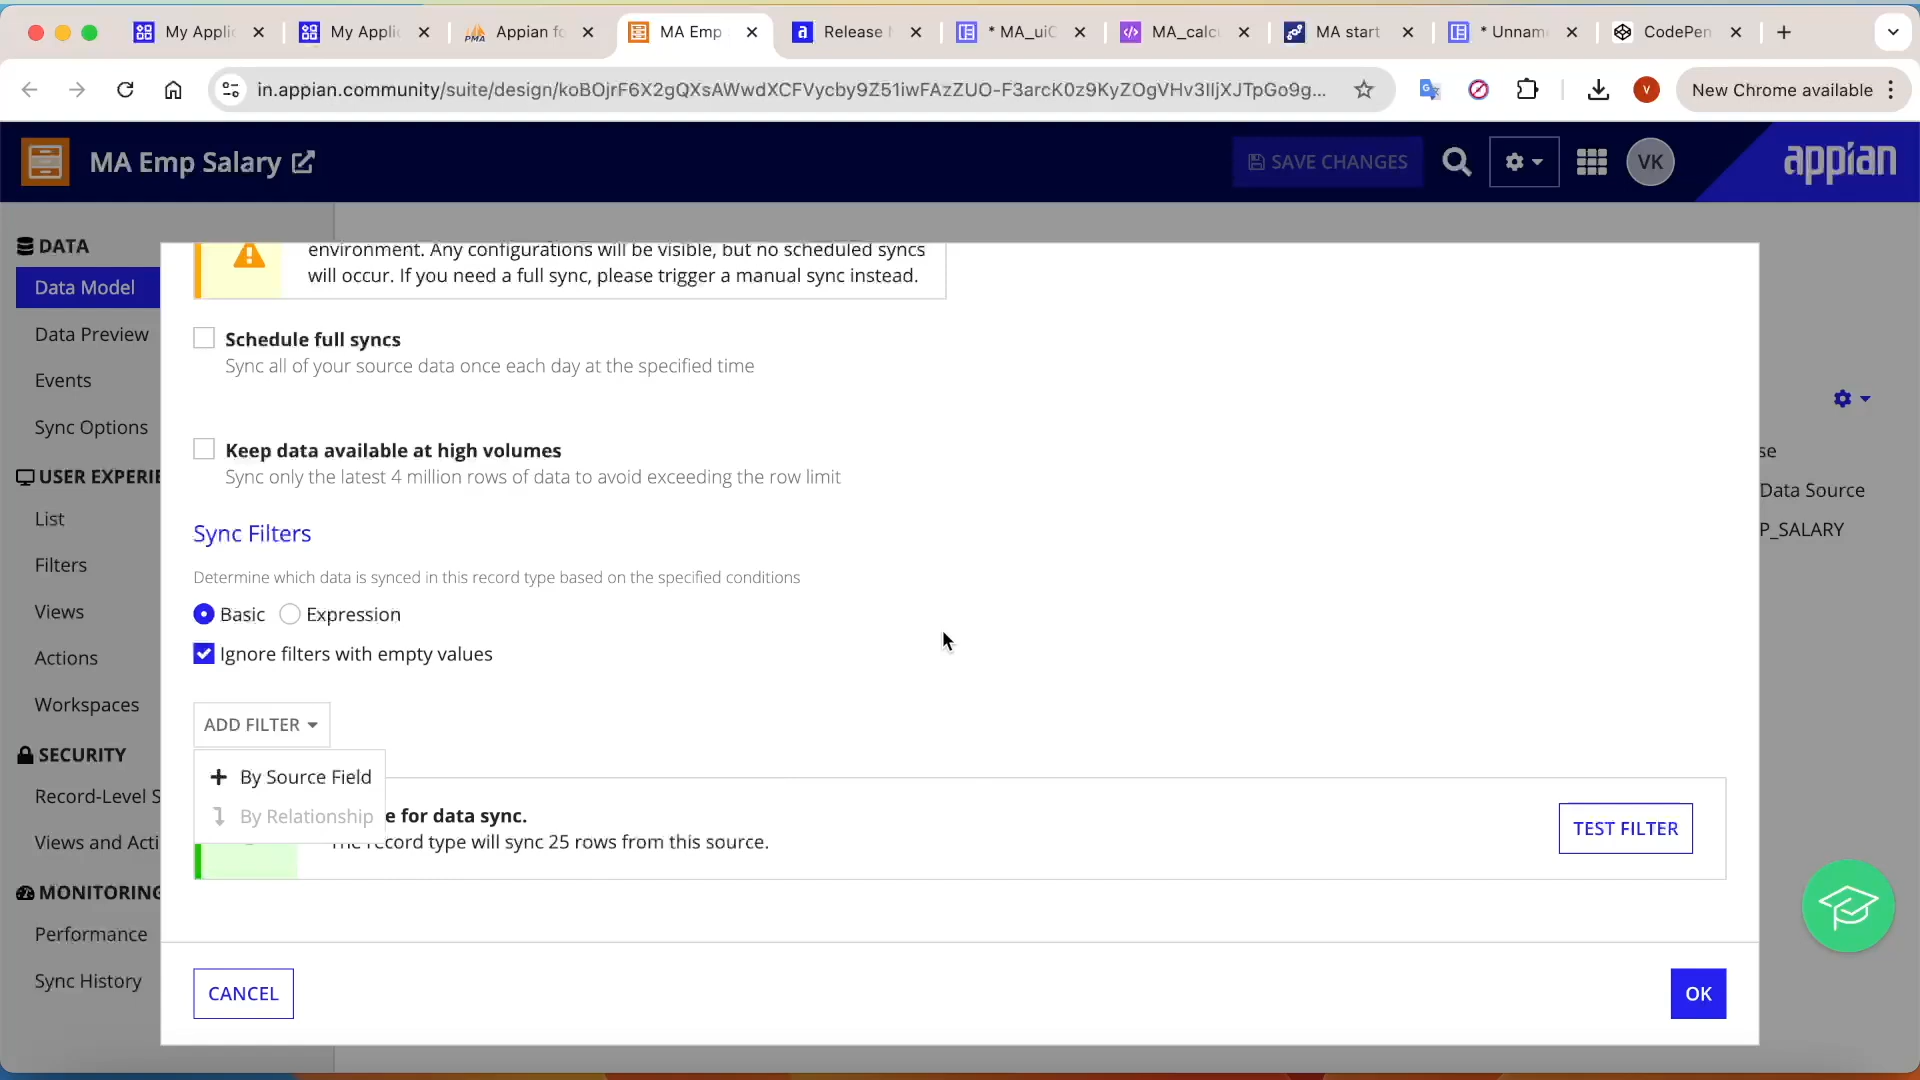 My Applic
My Applic
Appian fo
MA Emp
Release
* MA_uiC
MA_calc
MA start
* Unnam
CodePen
in.appian.community/suite/design/koBOjrF6X2gQXsAWwdXCFVycby9Z51iwFAzZUO-F3arcK0z9KyZOgVHv3IljXJTpGo9g...
V
New Chrome available
MA Emp Salary
SAVE CHANGES
VK
appian
DATA
Data Model
Data Preview
Events
Sync Options
USER EXPERIE
List
Filters
Views
Actions
Workspaces
SECURITY
Record-Level S
Views and Acti
MONITORING
Performance
Sync History
environment. Any configurations will be visible, but no scheduled syncs
will occur. If you need a full sync, please trigger a manual sync instead.
Schedule full syncs
Sync all of your source data once each day at the specified time
Keep data available at high volumes
Sync only the latest 4 million rows of data to avoid exceeding the row limit
Sync Filters
Determine which data is synced in this record type based on the specified conditions
Basic
Expression
Ignore filters with empty values
ADD FILTER
By Source Field
By Relationship
e for data sync.
record type will sync 25 rows from this source.
TEST FILTER
CANCEL
OK
se
Data Source
P_SALARY